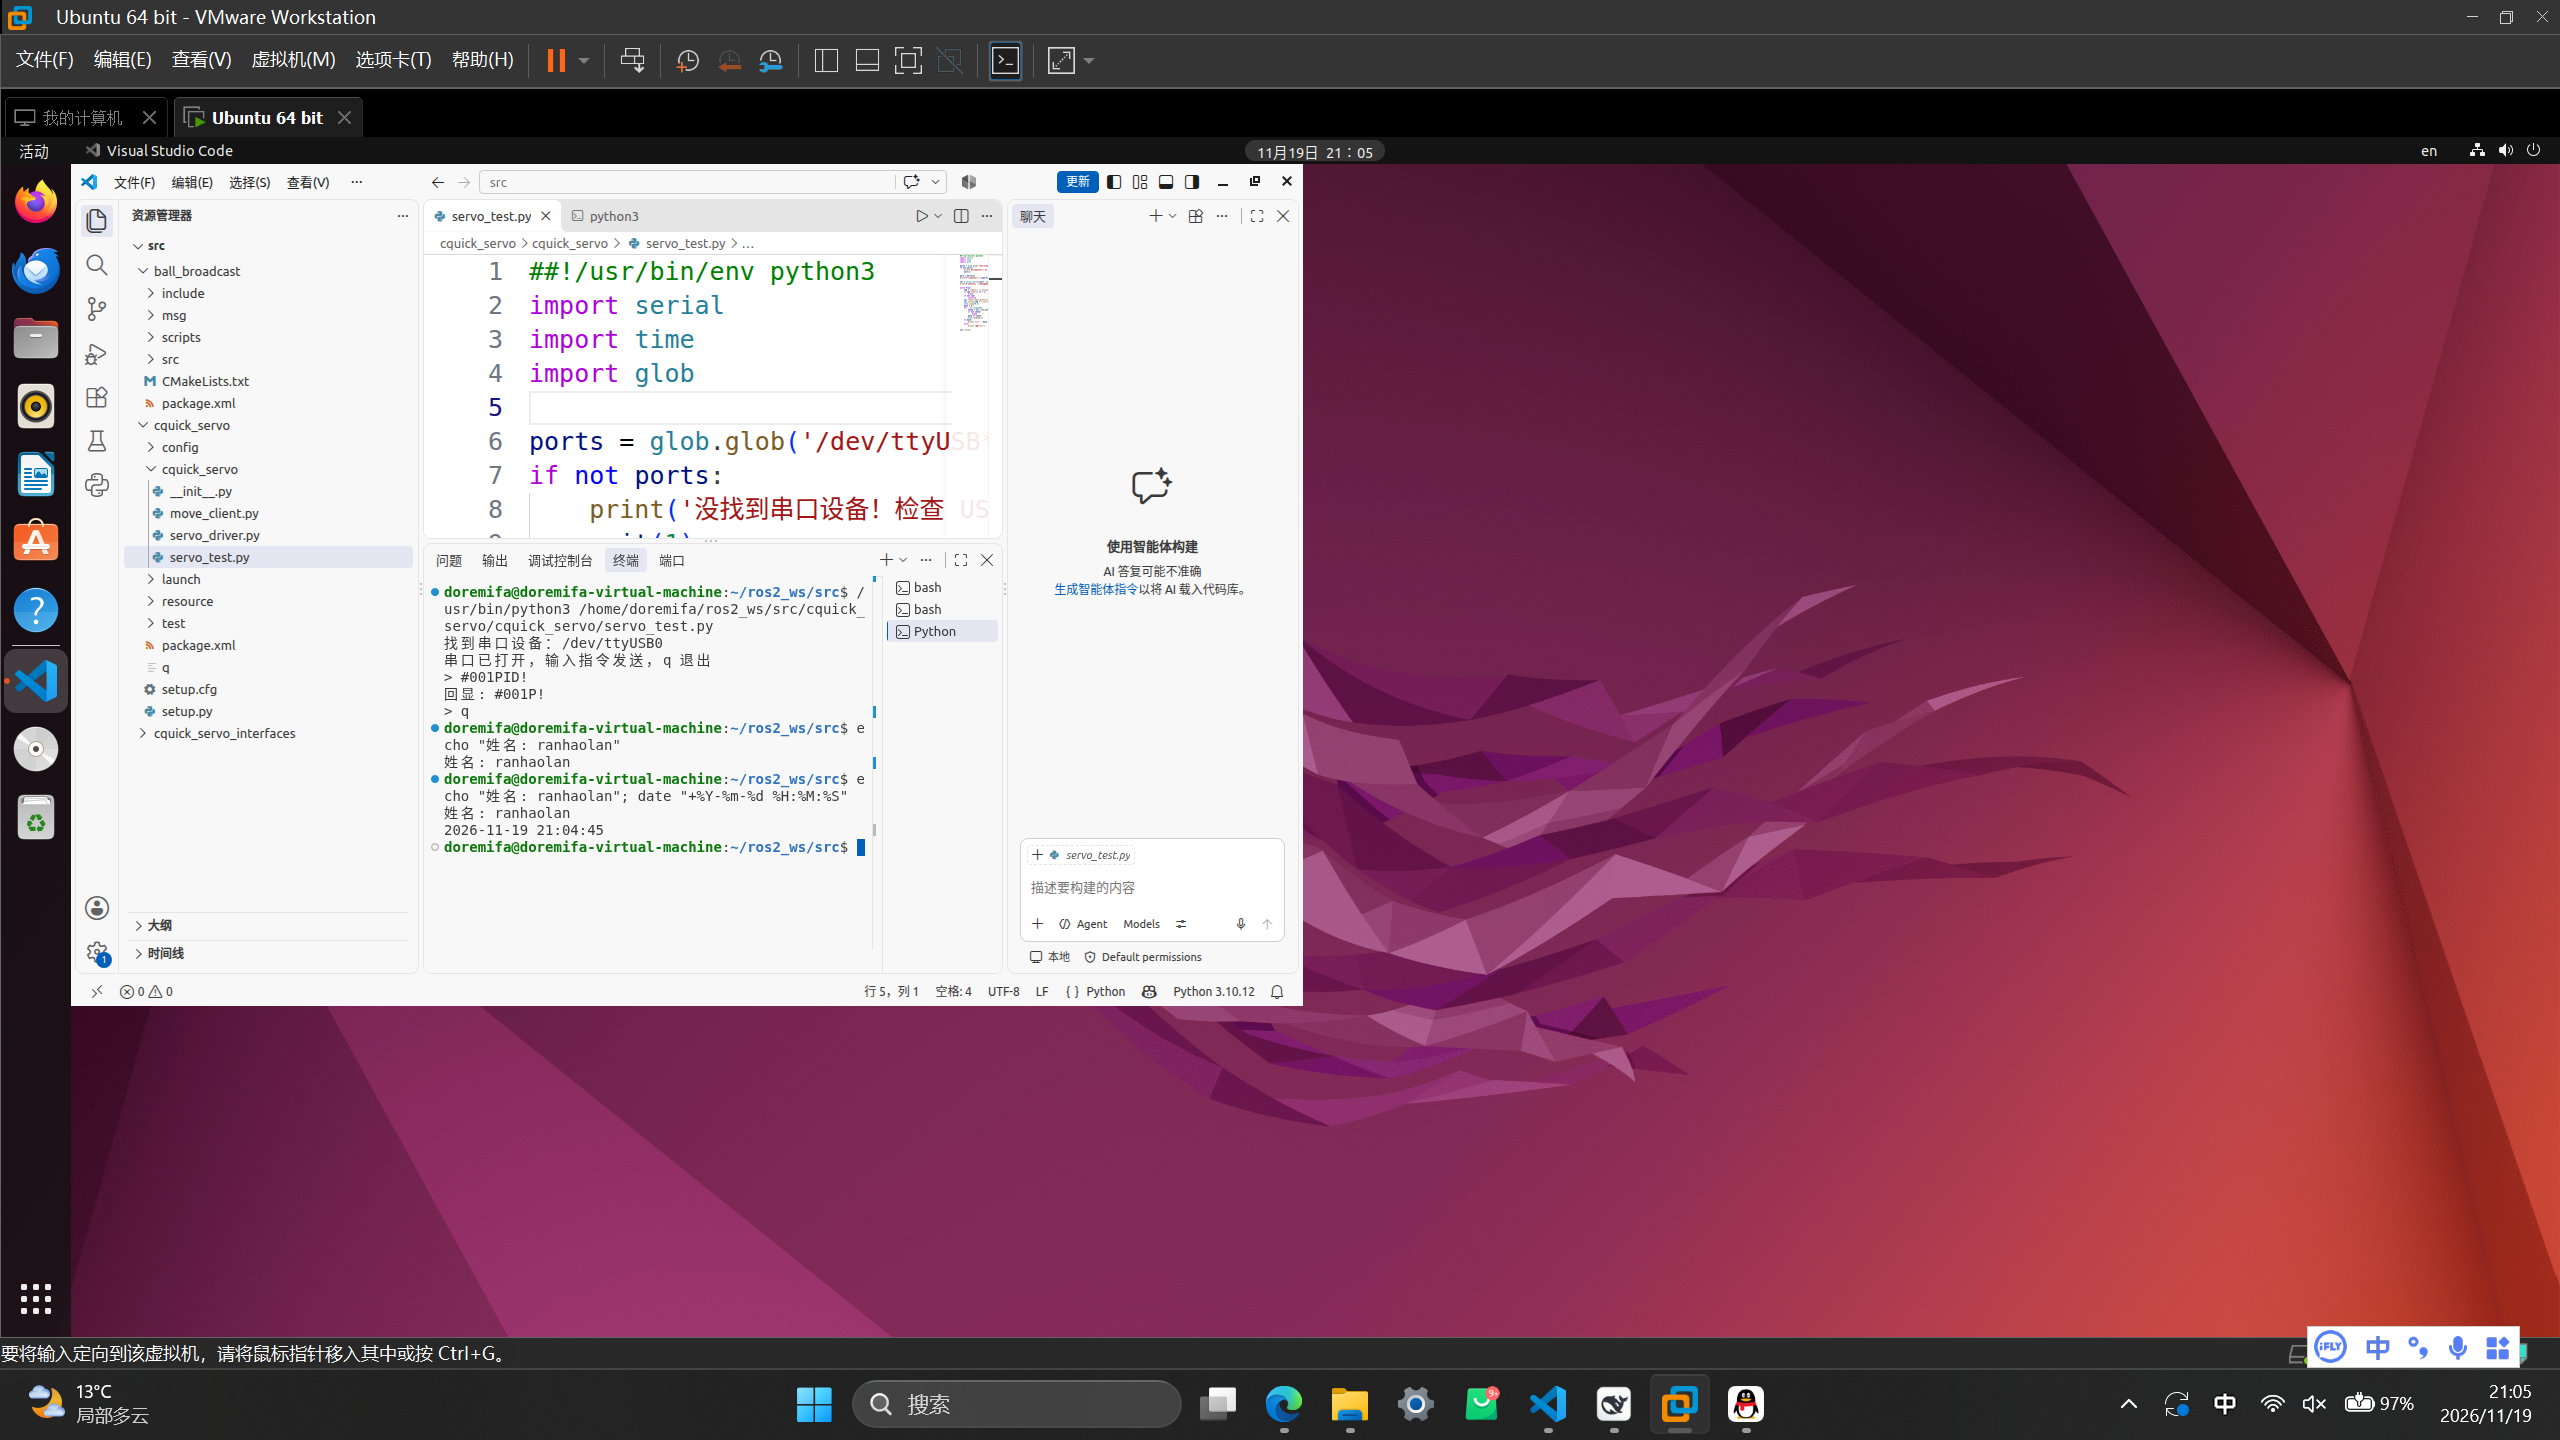 Ubuntu 64 bit - VMware Workstation
文件(F) 编辑(E) 查看(V) 虚拟机(M) 选项卡(T) 帮助(H)
我的计算机
Ubuntu 64 bit
活动
Visual Studio Code
11月19日 21：05
en
文件(F) 编辑(E) 选择(S) 查看(V) ···
src
更新
资源管理器
src
ball_broadcast
include
msg
scripts
src
CMakeLists.txt
package.xml
cquick_servo
config
cquick_servo
__init__.py
move_client.py
servo_driver.py
servo_test.py
launch
resource
test
package.xml
q
setup.cfg
setup.py
cquick_servo_interfaces
大纲
时间线
servo_test.py
python3
cquick_servo > cquick_servo > servo_test.py > ...
1 ##!/usr/bin/env python3
2 import serial
3 import time
4 import glob
5
6 ports = glob.glob('/dev/ttyUSB*
7 if not ports:
8 print('没找到串口设备！检查 US
问题 输出 调试控制台 终端 端口
doremifa@doremifa-virtual-machine:~/ros2_ws/src$ /
usr/bin/python3 /home/doremifa/ros2_ws/src/cquick_
servo/cquick_servo/servo_test.py
找到串口设备：/dev/ttyUSB0
串口已打开，输入指令发送，q 退出
> #001PID!
回显：#001P!
> q
doremifa@doremifa-virtual-machine:~/ros2_ws/src$ e
cho "姓名：ranhaolan"
姓名：ranhaolan
doremifa@doremifa-virtual-machine:~/ros2_ws/src$ e
cho "姓名：ranhaolan"; date "+%Y-%m-%d %H:%M:%S"
姓名：ranhaolan
2026-11-19 21:04:45
doremifa@doremifa-virtual-machine:~/ros2_ws/src$
bash
bash
Python
聊天
使用智能体构建
AI 答复可能不准确
生成智能体指令以将 AI 载入代码库。
servo_test.py
描述要构建的内容
Agent Models
本地 Default permissions
1
0 0
行 5，列 1 空格: 4 UTF-8 LF { } Python Python 3.10.12
要将输入定向到该虚拟机，请将鼠标指针移入其中或按 Ctrl+G。
iFLY 中
13°C
局部多云
搜索
9+
中
97%
21:05
2026/11/19